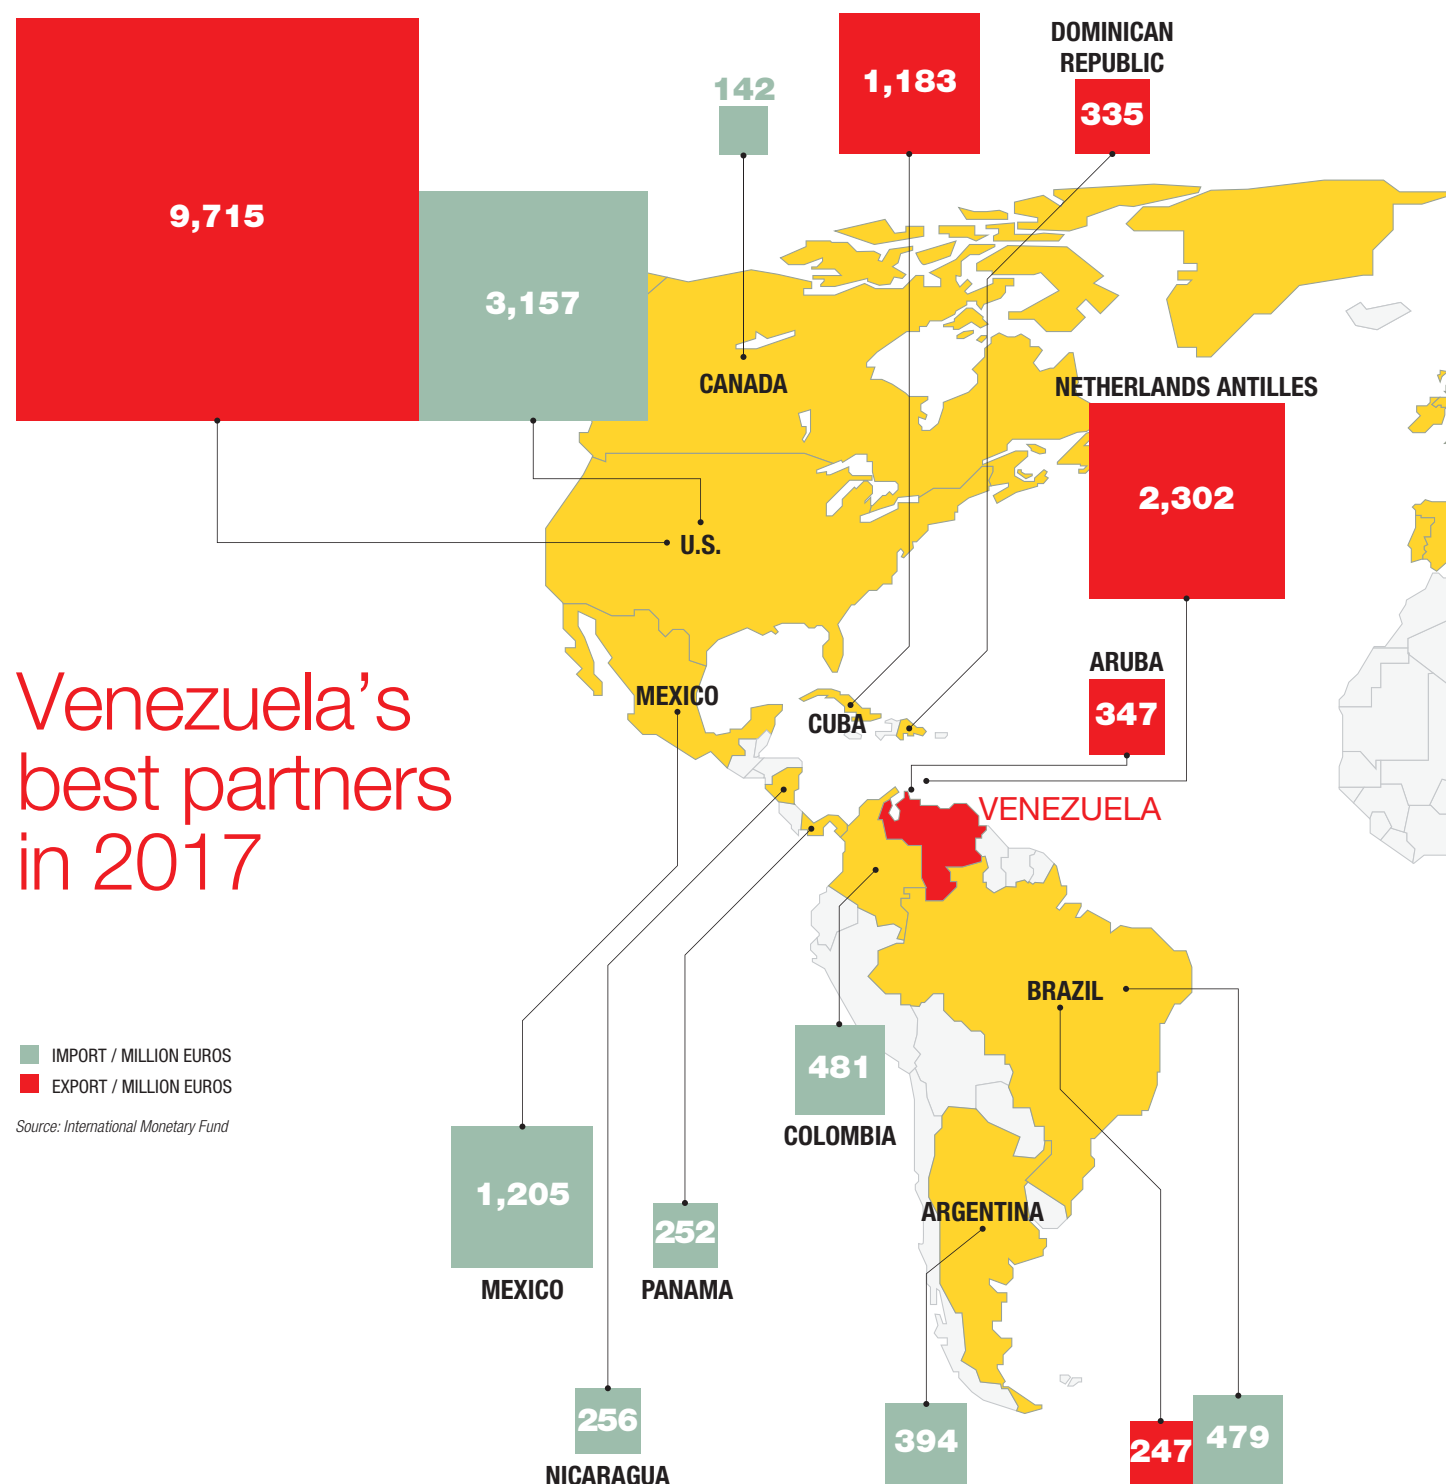 DOMINICAN
REPUBLIC
1,183
142
335
9,715
3,157
CANADA
NETHERLANDS ANTILLES
2,302
U.S.
ARUBA
347
MEXICO
CUBA
Venezuela's
best partners
in 2017
VENEZUELA
BRAZIL
IMPORT / MILLION EUROS
EXPORT / MILLION EUROS
Source: International Monetary Fund
481
COLOMBIA
1,205
MEXICO
252
PANAMA
ARGENTINA
256
NICARAGUA
394
247
479